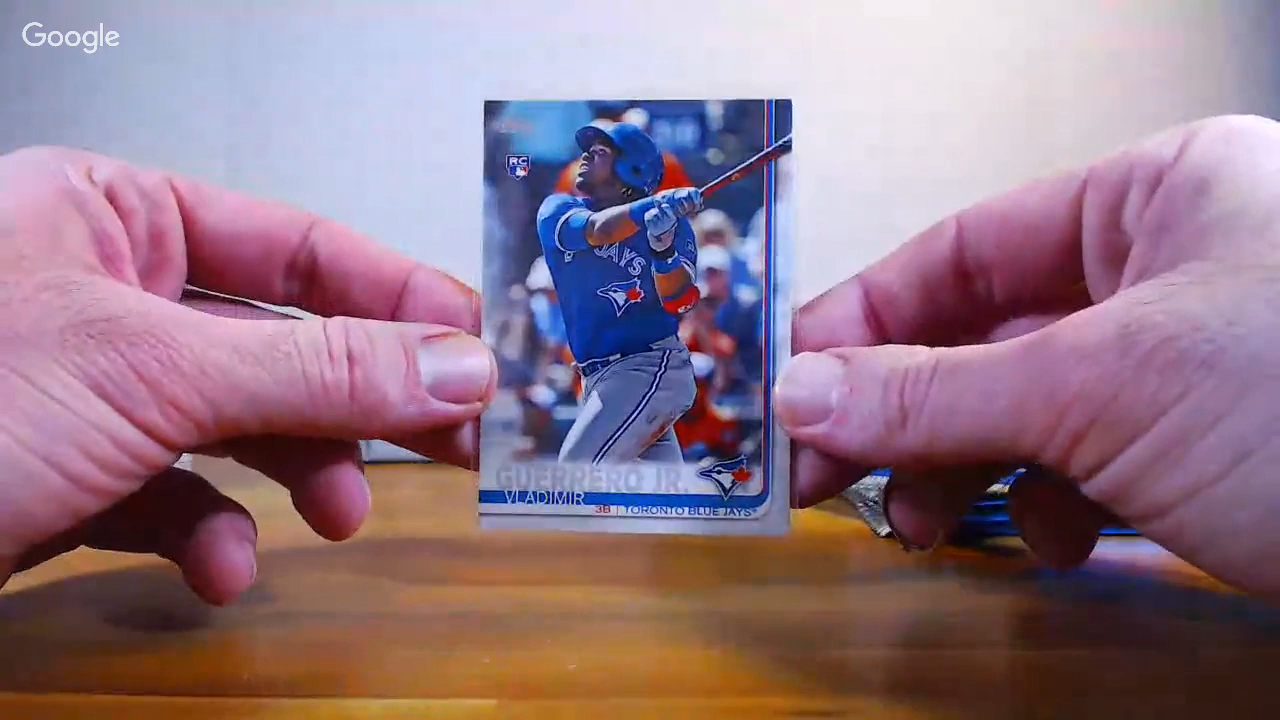 Google
RC
JAYS
GUERRERO JR.
VLADIMIR
3B | TORONTO BLUE JAYS